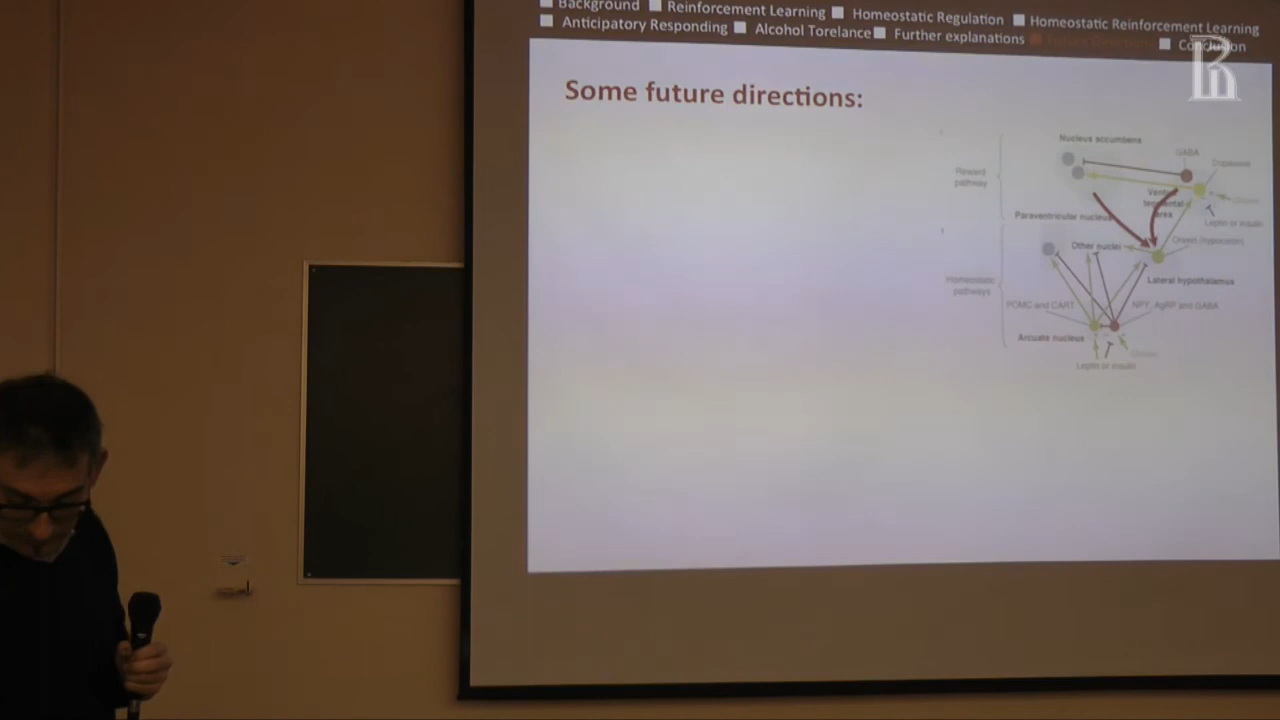 Background Reinforcement Learning Homeostatic Regulation Homeostatic Reinforcement Learning
Anticipatory Responding Alcohol Torelance Further explanations Conclusion
Some future directions:
Nucleus accumbens
GABA
Dopamine
Reward
pathway
Ventral
tegmental
area
Paraventricular nucleus
Leptin or insulin
Other nuclei
Orexin (hypocretin)
Homeostatic
pathways
Lateral hypothalamus
POMC and CART
NPY, AgRP and GABA
Arcuate nucleus
Leptin or insulin